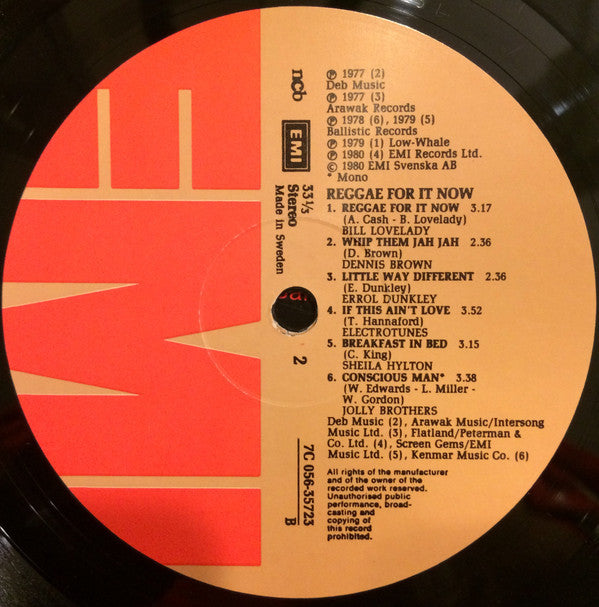 EMI
ncb
EMI
33⅓
Stereo
Made in Sweden
2
7C 056-35723
B
℗ 1977 (2)
Deb Music
℗ 1977 (3)
Arawak Records
℗ 1978 (6), 1979 (5)
Ballistic Records
℗ 1979 (1) Low-Whale
℗ 1980 (4) EMI Records Ltd.
© 1980 EMI Svenska AB
* Mono
REGGAE FOR IT NOW
1. REGGAE FOR IT NOW 3.17
(A. Cash - B. Lovelady)
BILL LOVELADY
2. WHIP THEM JAH JAH 2.36
(D. Brown)
DENNIS BROWN
3. LITTLE WAY DIFFERENT 2.36
(E. Dunkley)
ERROL DUNKLEY
4. IF THIS AIN'T LOVE 3.52
(T. Hannaford)
ELECTROTUNES
5. BREAKFAST IN BED 3.15
(C. King)
SHEILA HYLTON
6. CONSCIOUS MAN* 3.38
(W. Edwards - L. Miller -
W. Gordon)
JOLLY BROTHERS
Deb Music (2), Arawak Music/Intersong
Music Ltd. (3), Flatland/Peterman &
Co. Ltd. (4), Screen Gems/EMI
Music Ltd. (5), Kenmar Music Co. (6)
All rights of the manufacturer
and of the owner of the
recorded work reserved.
Unauthorised public
performance, broad-
casting and
copying of
this record
prohibited.